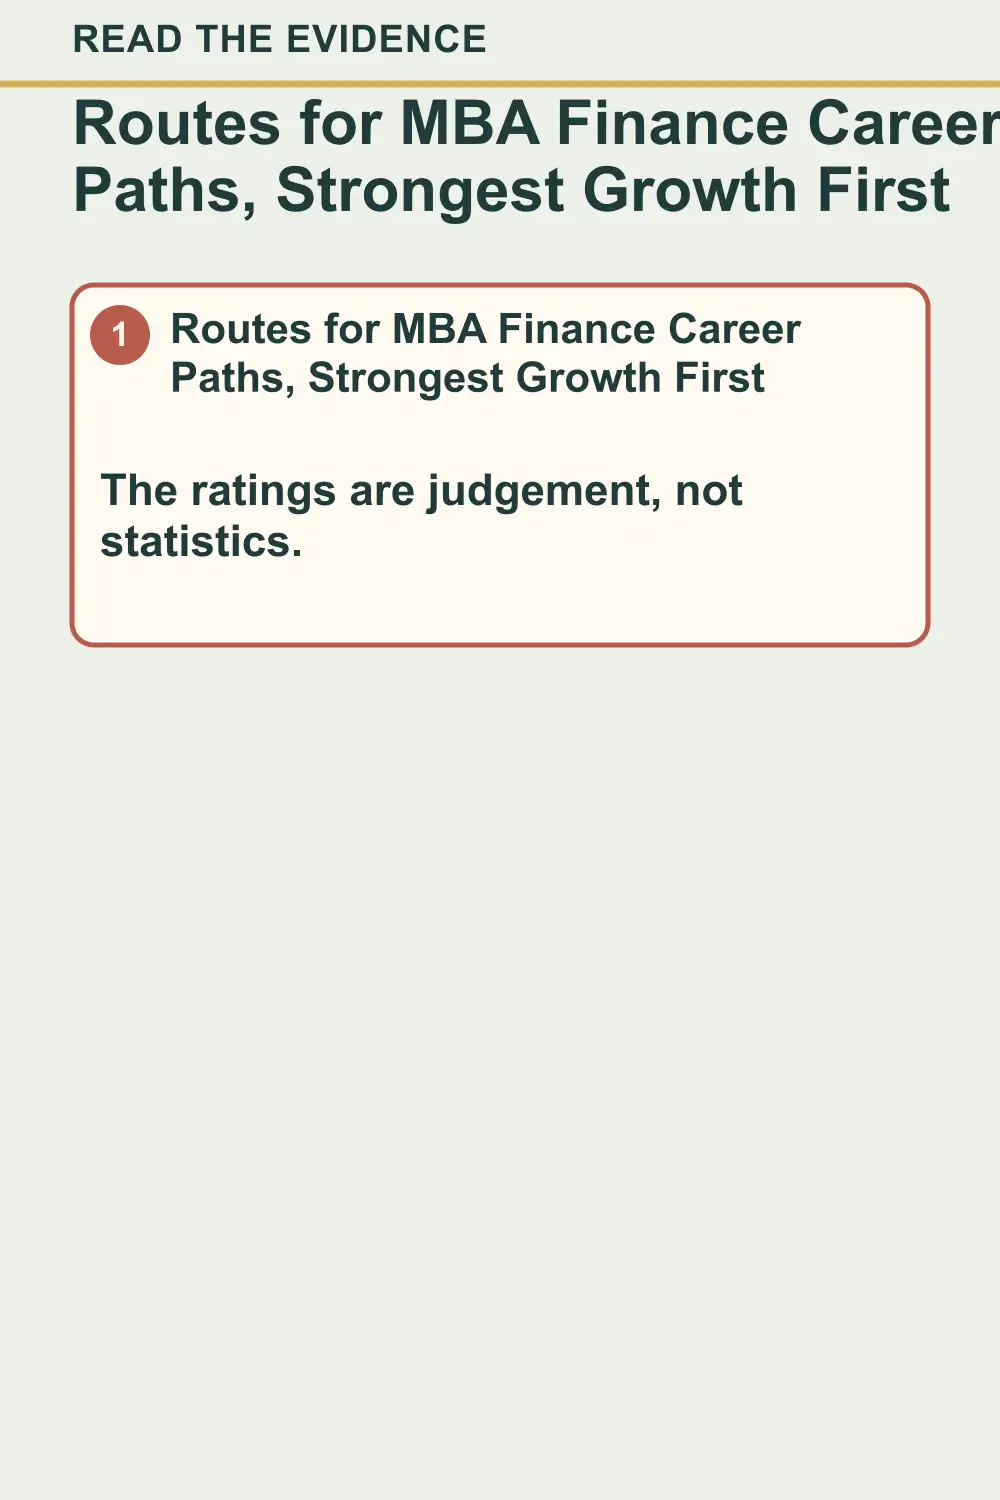 READ THE EVIDENCE
Routes for MBA Finance Career
Paths, Strongest Growth First
1
Routes for MBA Finance Career
Paths, Strongest Growth First
The ratings are judgement, not
statistics.